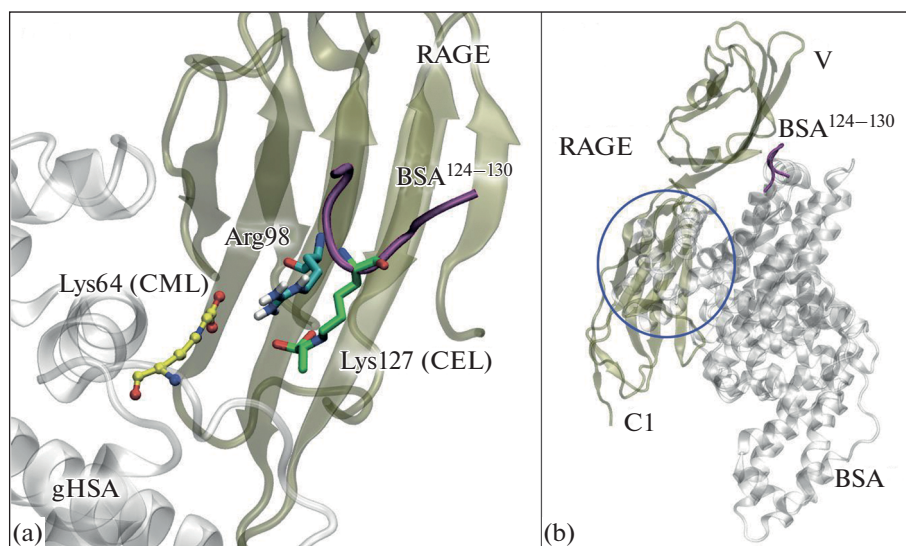 RAGE
BSA124–130
Arg98
Lys64 (CML)
Lys127 (CEL)
gHSA
(a)
V
BSA124–130
RAGE
C1
BSA
(b)